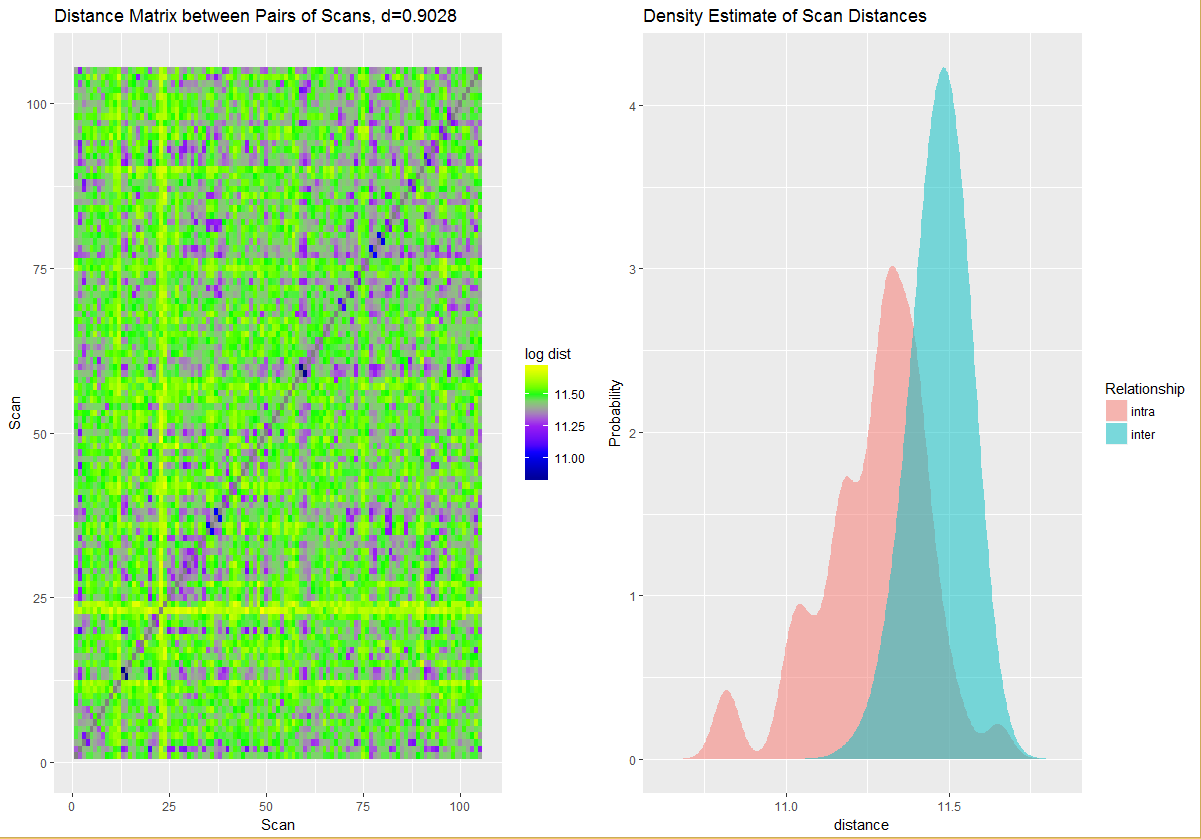 Distance Matrix between Pairs of Scans, d=0.9028
Scan
100
75
50
25
0
0 25 50 75 100
Scan
log dist
11.50
11.25
11.00
Density Estimate of Scan Distances
Probability
4
3
2
1
0
11.0 11.5
distance
Relationship
intra
inter